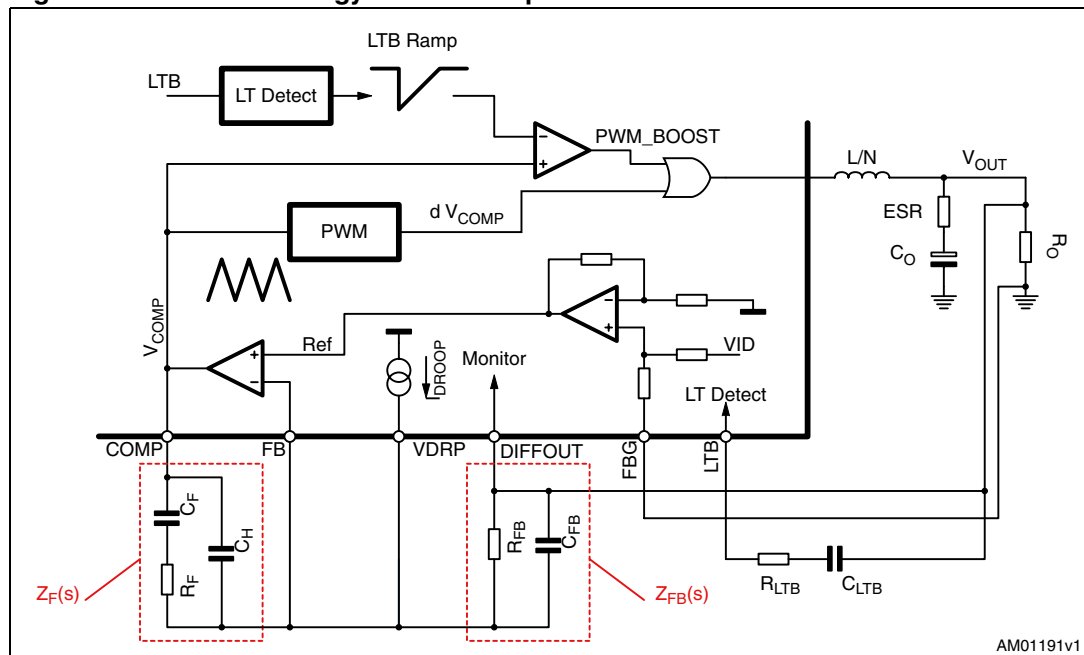 LTB Ramp
LTB
LT Detect
PWM_BOOST
L/N
VOUT
d VCOMP
ESR
PWM
CO
RO
VCOMP
Ref
VID
IDROOP
Monitor
LT Detect
COMP
FB
VDRP
DIFFOUT
FBG
LTB
CF
CH
RFB
CFB
RF
RLTB
CLTB
ZF(s)
ZFB(s)
AM01191v1